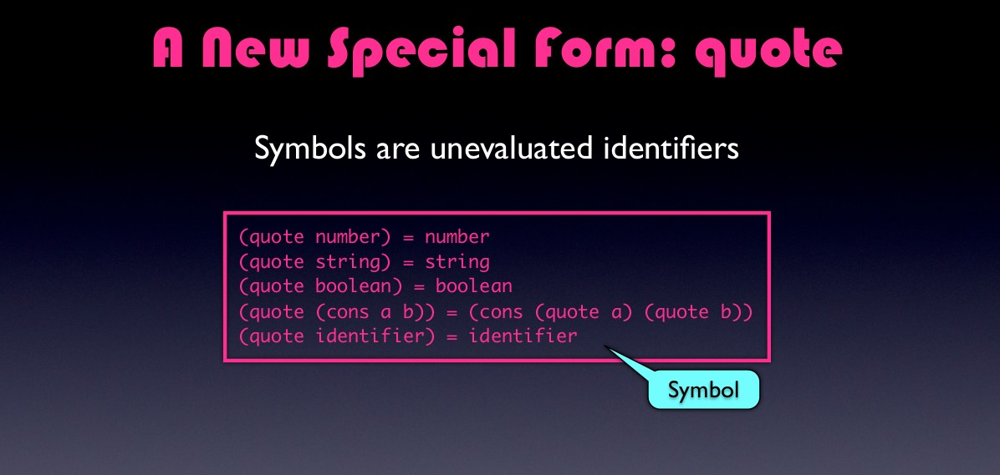 A New Special Form: quote
Symbols are unevaluated identifiers
(quote number) = number
(quote string) = string
(quote boolean) = boolean
(quote (cons a b)) = (cons (quote a) (quote b))
(quote identifier) = identifier
Symbol